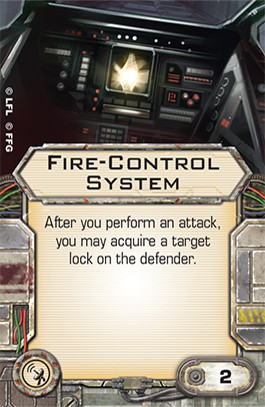 © LFL © FFG
Fire-Control
System
After you perform an attack,
you may acquire a target
lock on the defender.
2